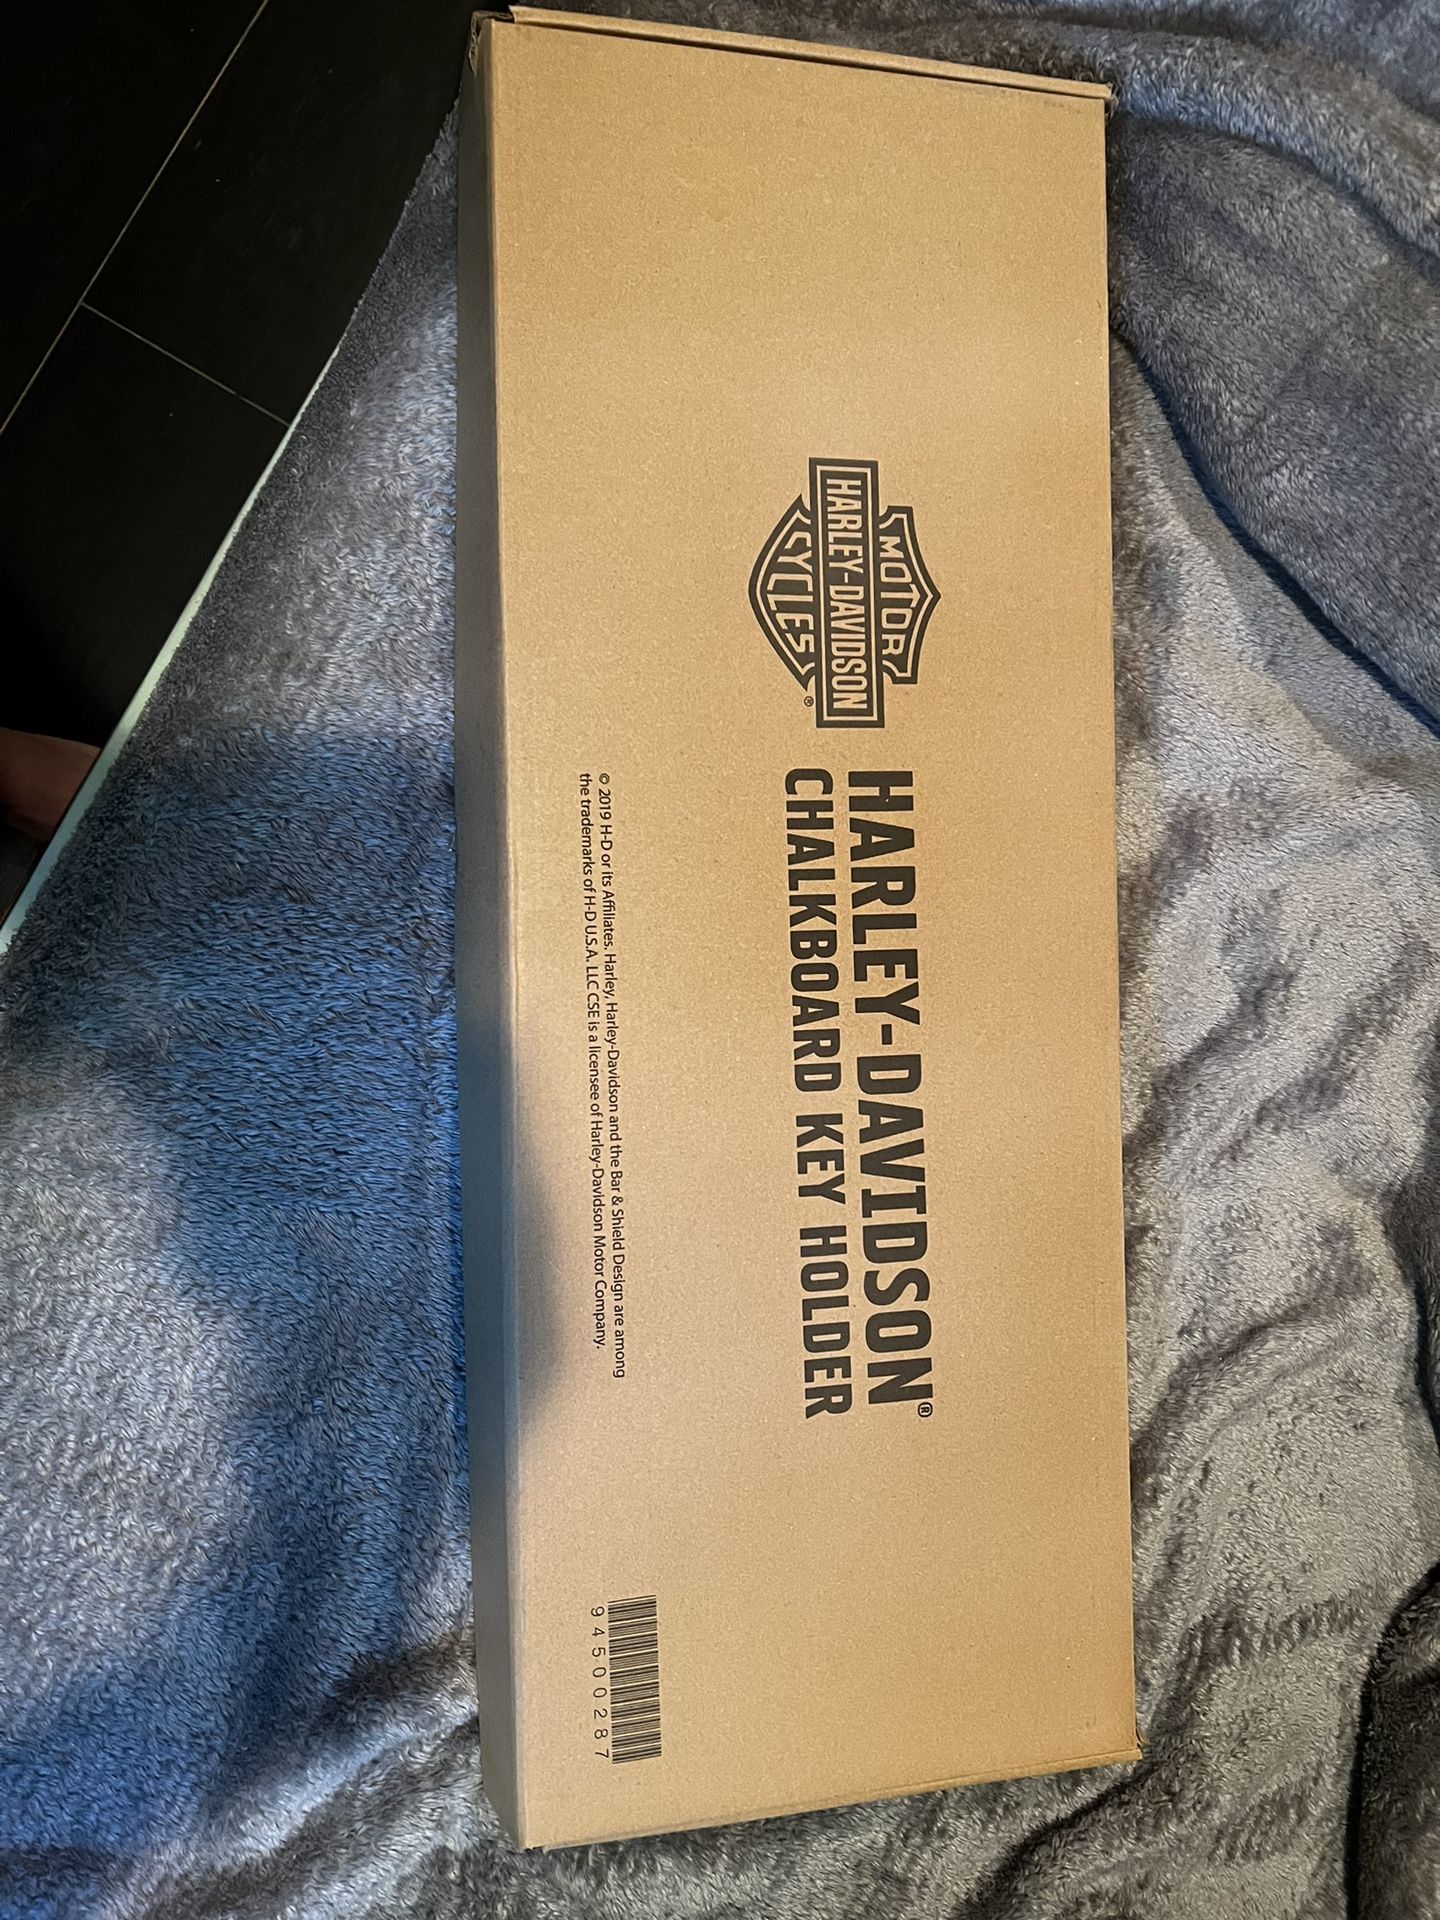 MOTOR
HARLEY-DAVIDSON
CYCLES®
HARLEY-DAVIDSON®
CHALKBOARD KEY HOLDER
© 2019 H-D or its Affiliates. Harley, Harley-Davidson and the Bar & Shield Design are among
the trademarks of H-D U.S.A. LLC CSE is a licensee of Harley-Davidson Motor Company.
94500287